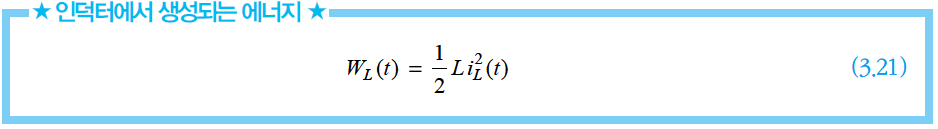 ★ 인덕터에서 생성되는 에너지 ★
W_L(t) = \frac{1}{2} L i_L^2(t) (3.21)